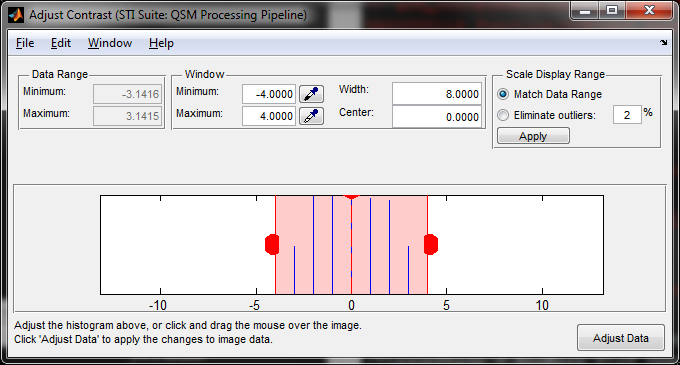 Adjust Contrast (STI Suite: QSM Processing Pipeline)
File Edit Window Help
Data Range
Minimum: -3.1416
Maximum: 3.1415
Window
Minimum: -4.0000
Maximum: 4.0000
Width: 8.0000
Center: 0.0000
Scale Display Range
Match Data Range
Eliminate outliers: 2 %
Apply
-10 -5 0 5 10
Adjust the histogram above, or click and drag the mouse over the image.
Click 'Adjust Data' to apply the changes to image data.
Adjust Data